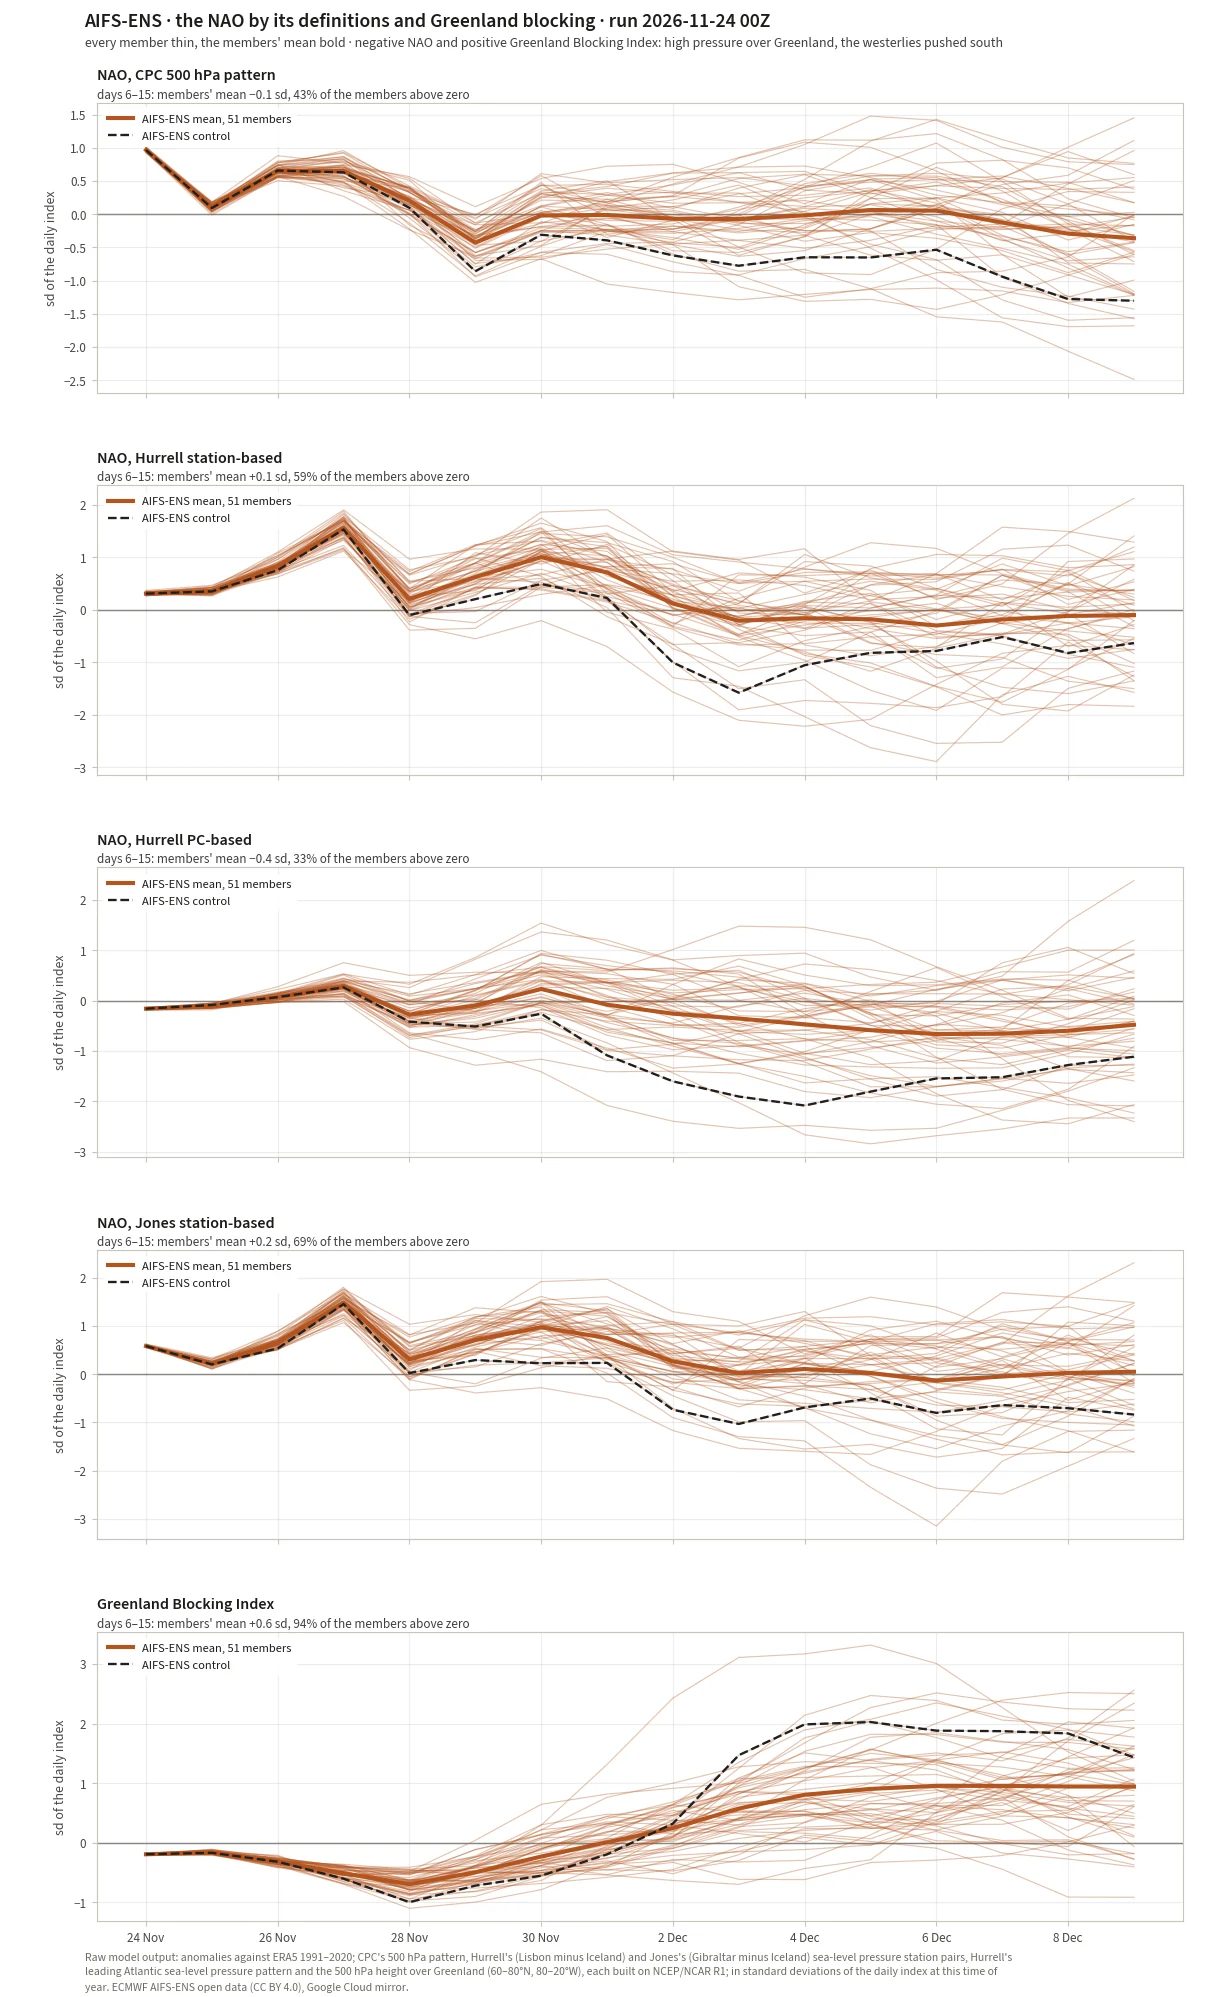 AIFS-ENS · the NAO by its definitions and Greenland blocking · run 2026-11-24 00Z
every member thin, the members' mean bold · negative NAO and positive Greenland Blocking Index: high pressure over Greenland, the westerlies pushed south
NAO, CPC 500 hPa pattern
days 6–15: members' mean −0.1 sd, 43% of the members above zero
AIFS-ENS mean, 51 members
AIFS-ENS control
sd of the daily index
1.5
1.0
0.5
0.0
−0.5
−1.0
−1.5
−2.0
−2.5
NAO, Hurrell station-based
days 6–15: members' mean +0.1 sd, 59% of the members above zero
AIFS-ENS mean, 51 members
AIFS-ENS control
sd of the daily index
2
1
0
−1
−2
−3
NAO, Hurrell PC-based
days 6–15: members' mean −0.4 sd, 33% of the members above zero
AIFS-ENS mean, 51 members
AIFS-ENS control
sd of the daily index
2
1
0
−1
−2
−3
NAO, Jones station-based
days 6–15: members' mean +0.2 sd, 69% of the members above zero
AIFS-ENS mean, 51 members
AIFS-ENS control
sd of the daily index
2
1
0
−1
−2
−3
Greenland Blocking Index
days 6–15: members' mean +0.6 sd, 94% of the members above zero
AIFS-ENS mean, 51 members
AIFS-ENS control
sd of the daily index
3
2
1
0
−1
24 Nov
26 Nov
28 Nov
30 Nov
2 Dec
4 Dec
6 Dec
8 Dec
Raw model output: anomalies against ERA5 1991–2020; CPC's 500 hPa pattern, Hurrell's (Lisbon minus Iceland) and Jones's (Gibraltar minus Iceland) sea-level pressure station pairs, Hurrell's
leading Atlantic sea-level pressure pattern and the 500 hPa height over Greenland (60–80°N, 80–20°W), each built on NCEP/NCAR R1; in standard deviations of the daily index at this time of
year. ECMWF AIFS-ENS open data (CC BY 4.0), Google Cloud mirror.